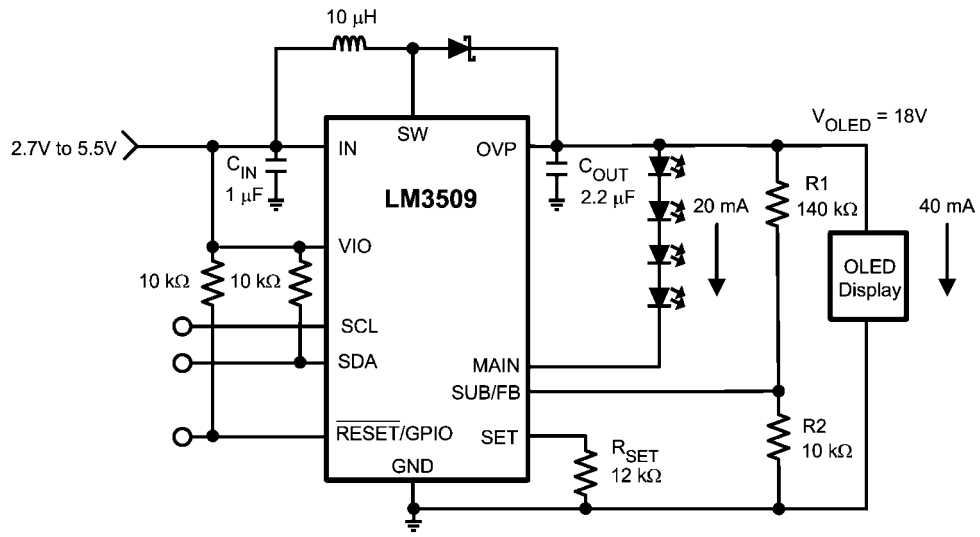 10 μH
2.7V to 5.5V
IN
SW
OVP
C_IN
1 μF
LM3509
C_OUT
2.2 μF
V_OLED = 18V
R1
140 kΩ
20 mA
40 mA
OLED
Display
VIO
10 kΩ
10 kΩ
SCL
SDA
MAIN
SUB/FB
RESET/GPIO
SET
GND
R_SET
12 kΩ
R2
10 kΩ